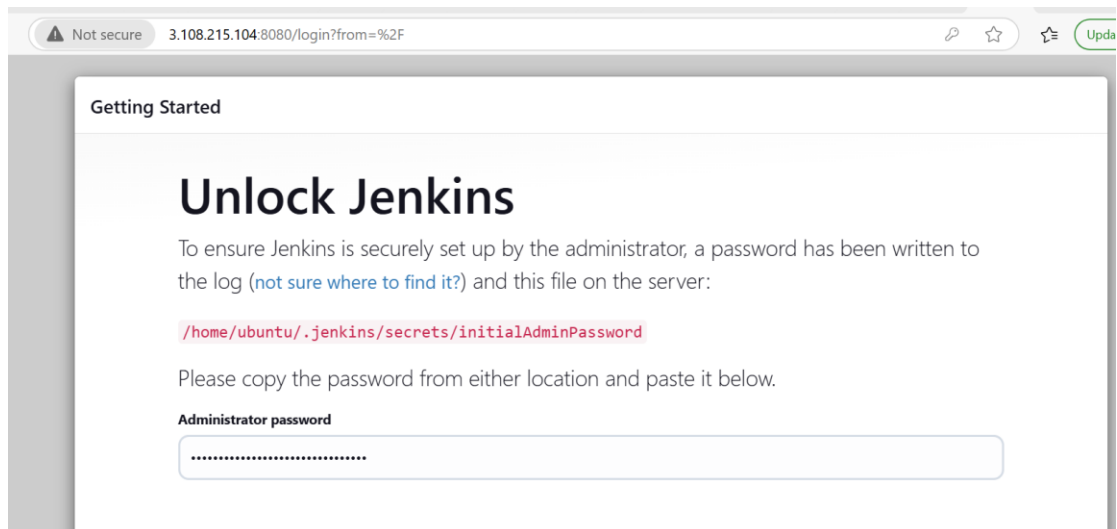 Not secure 3.108.215.104:8080/login?from=%2F Upda
Getting Started
Unlock Jenkins
To ensure Jenkins is securely set up by the administrator, a password has been written to
the log (not sure where to find it?) and this file on the server:
/home/ubuntu/.jenkins/secrets/initialAdminPassword
Please copy the password from either location and paste it below.
Administrator password
••••••••••••••••••••••••••••••••